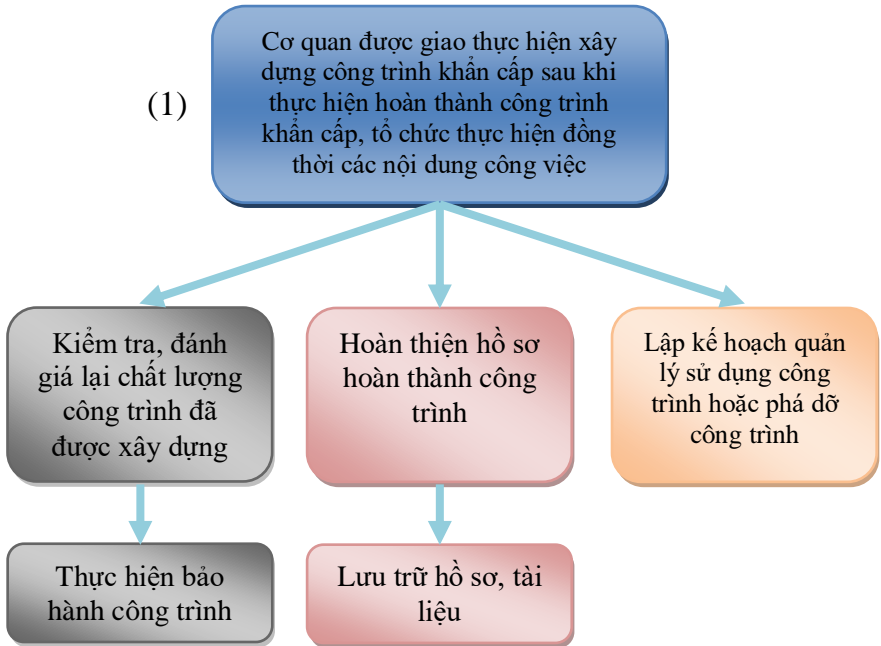 Cơ quan được giao thực hiện xây
dựng công trình khẩn cấp sau khi
(1)
thực hiện hoàn thành công trình
khẩn cấp, tổ chức thực hiện đồng
thời các nội dung công việc
Kiểm tra, đánh
giá lại chất lượng
công trình đã
được xây dựng
Hoàn thiện hồ sơ
hoàn thành công
trình
Lập kế hoạch quản
lý sử dụng công
trình hoặc phá dỡ
công trình
Thực hiện bảo
hành công trình
Lưu trữ hồ sơ, tài
liệu